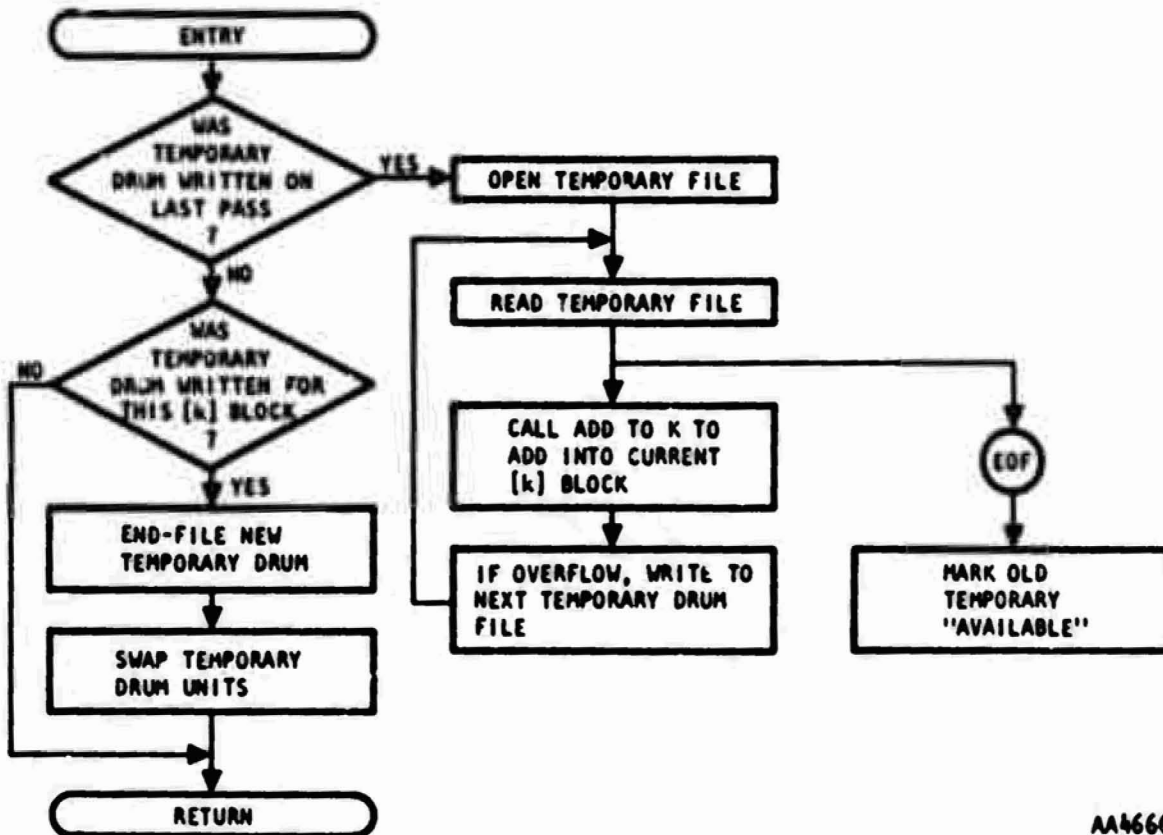 ENTRY
WAS
TEMPORARY
DRUM WRITTEN ON
LAST PASS
?
YES
OPEN TEMPORARY FILE
NO
READ TEMPORARY FILE
WAS
TEMPORARY
DRUM WRITTEN FOR
THIS [k] BLOCK
?
NO
YES
CALL ADD TO K TO
ADD INTO CURRENT
[k] BLOCK
EOF
END-FILE NEW
TEMPORARY DRUM
IF OVERFLOW, WRITE TO
NEXT TEMPORARY DRUM
FILE
MARK OLD
TEMPORARY
"AVAILABLE"
SWAP TEMPORARY
DRUM UNITS
RETURN